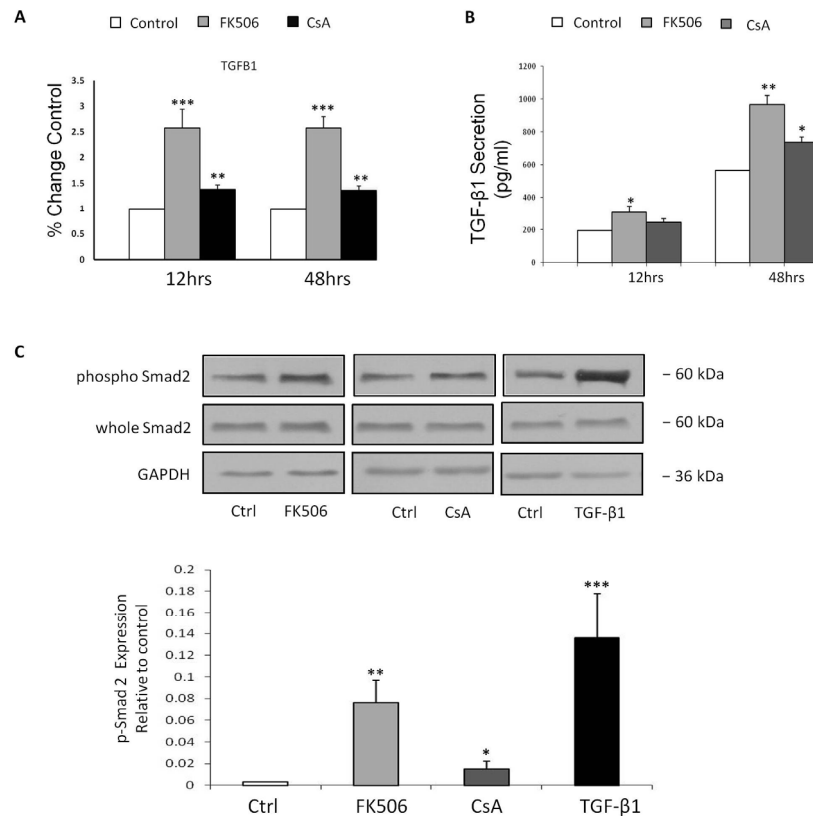 A
Control FK506 CsA
TGFB1
% Change Control
3.5
3
2.5
2
1.5
1
0.5
0
***
**
***
**
12hrs 48hrs
B
Control FK506 CsA
TGF-β1 Secretion
(pg/ml)
1200
1000
800
600
400
200
0
*
**
*
12hrs 48hrs
C
phospho Smad2 – 60 kDa
whole Smad2 – 60 kDa
GAPDH – 36 kDa
Ctrl FK506 Ctrl CsA Ctrl TGF-β1
p-Smad 2 Expression
Relative to control
0.2
0.18
0.16
0.14
0.12
0.1
0.08
0.06
0.04
0.02
0
**
*
***
Ctrl FK506 CsA TGF-β1